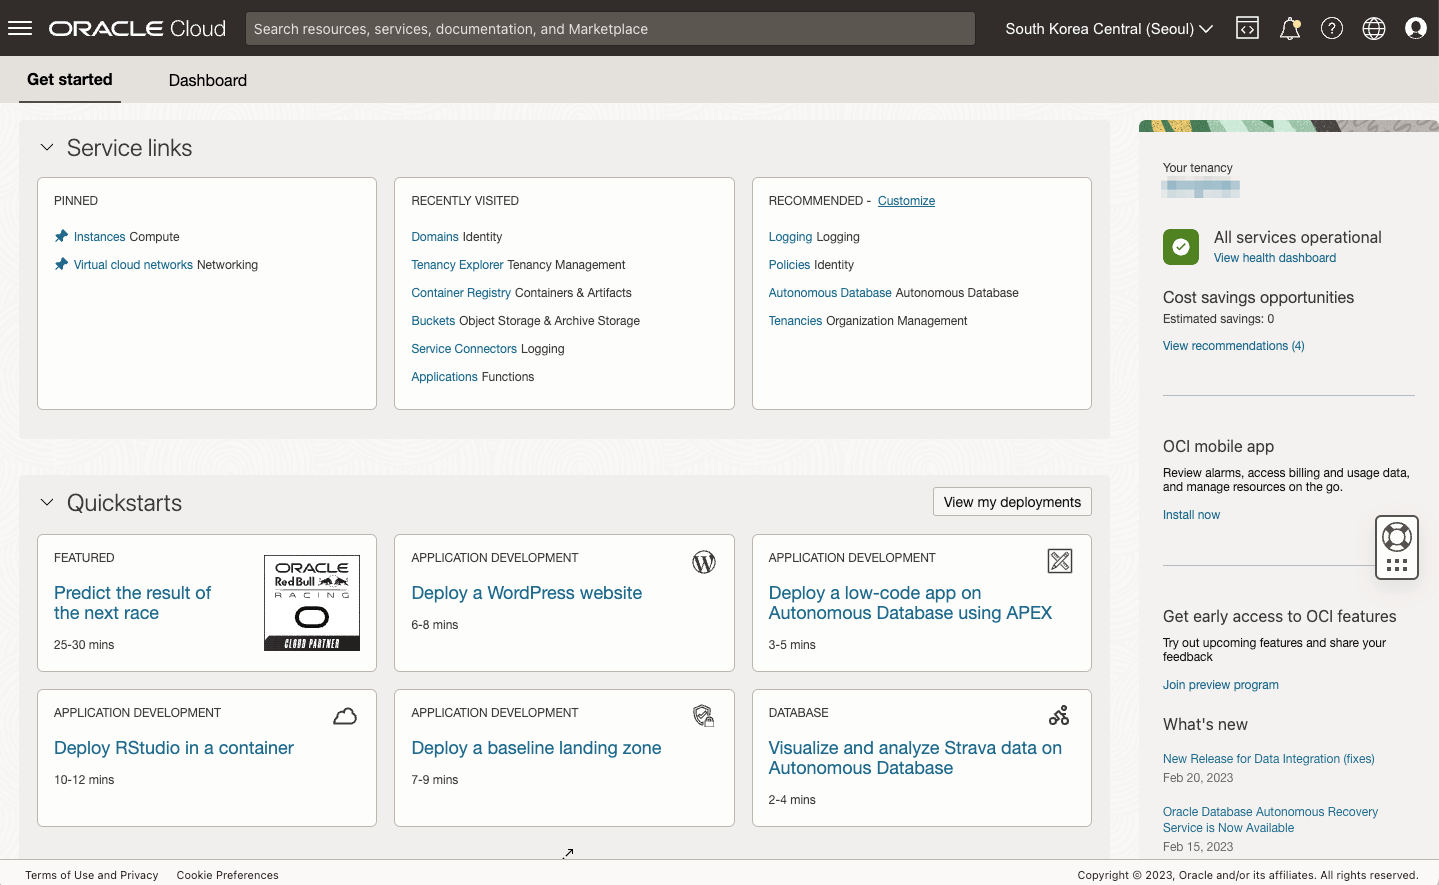 ORACLE Cloud
Search resources, services, documentation, and Marketplace
South Korea Central (Seoul)
Get started
Dashboard
Service links
PINNED
Instances Compute
Virtual cloud networks Networking
RECENTLY VISITED
Domains Identity
Tenancy Explorer Tenancy Management
Container Registry Containers & Artifacts
Buckets Object Storage & Archive Storage
Service Connectors Logging
Applications Functions
RECOMMENDED - Customize
Logging Logging
Policies Identity
Autonomous Database Autonomous Database
Tenancies Organization Management
Quickstarts
View my deployments
FEATURED
Predict the result of
the next race
25-30 mins
ORACLE
Red Bull
RACING
CLOUD PARTNER
APPLICATION DEVELOPMENT
Deploy a WordPress website
6-8 mins
APPLICATION DEVELOPMENT
Deploy a low-code app on
Autonomous Database using APEX
3-5 mins
APPLICATION DEVELOPMENT
Deploy RStudio in a container
10-12 mins
APPLICATION DEVELOPMENT
Deploy a baseline landing zone
7-9 mins
DATABASE
Visualize and analyze Strava data on
Autonomous Database
2-4 mins
Your tenancy
All services operational
View health dashboard
Cost savings opportunities
Estimated savings: 0
View recommendations (4)
OCI mobile app
Review alarms, access billing and usage data,
and manage resources on the go.
Install now
Get early access to OCI features
Try out upcoming features and share your
feedback
Join preview program
What's new
New Release for Data Integration (fixes)
Feb 20, 2023
Oracle Database Autonomous Recovery
Service is Now Available
Feb 15, 2023
Terms of Use and Privacy
Cookie Preferences
Copyright © 2023, Oracle and/or its affiliates. All rights reserved.